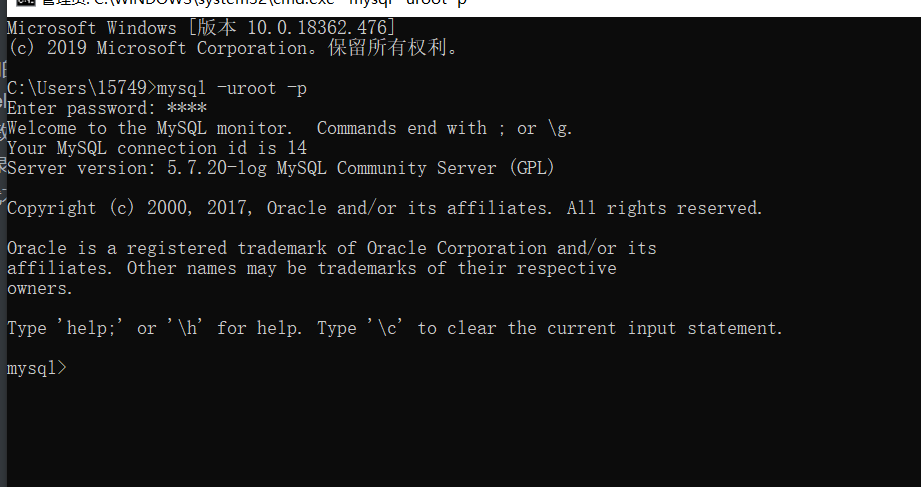 管理员: C:\WINDOWS\system32\cmd.exe - mysql -uroot -p
Microsoft Windows [版本 10.0.18362.476]
(c) 2019 Microsoft Corporation。保留所有权利。
C:\Users\15749>mysql -uroot -p
Enter password: ****
Welcome to the MySQL monitor.  Commands end with ; or \g.
Your MySQL connection id is 14
Server version: 5.7.20-log MySQL Community Server (GPL)
Copyright (c) 2000, 2017, Oracle and/or its affiliates. All rights reserved.
Oracle is a registered trademark of Oracle Corporation and/or its
affiliates. Other names may be trademarks of their respective
owners.
Type 'help;' or '\h' for help. Type '\c' to clear the current input statement.
mysql>